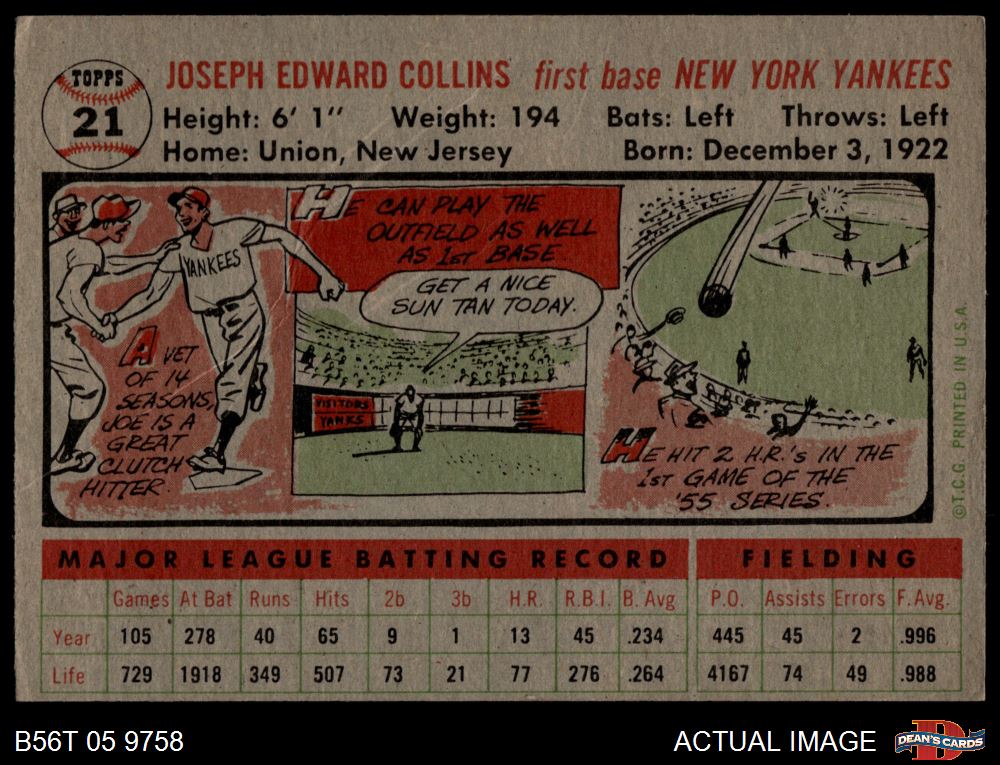 TOPPS
21
JOSEPH EDWARD COLLINS first base NEW YORK YANKEES
Height: 6' 1" Weight: 194 Bats: Left Throws: Left
Home: Union, New Jersey Born: December 3, 1922
YANKEES
A VET
OF 14
SEASONS,
JOE IS A
GREAT
CLUTCH
HITTER.
HE CAN PLAY THE
OUTFIELD AS WELL
AS 1ST BASE.
GET A NICE
SUN TAN TODAY.
VISITORS
YANKS
HE HIT 2 H.R.'S IN THE
1ST GAME OF THE
'55 SERIES.
©T.C.G. PRINTED IN U.S.A.
MAJOR LEAGUE BATTING RECORD FIELDING
Games At Bat Runs Hits 2b 3b H.R. R.B.I. B. Avg P.O. Assists Errors F. Avg.
Year 105 278 40 65 9 1 13 45 .234 445 45 2 .996
Life 729 1918 349 507 73 21 77 276 .264 4167 74 49 .988
B56T 05 9758 ACTUAL IMAGE DEAN'S CARDS